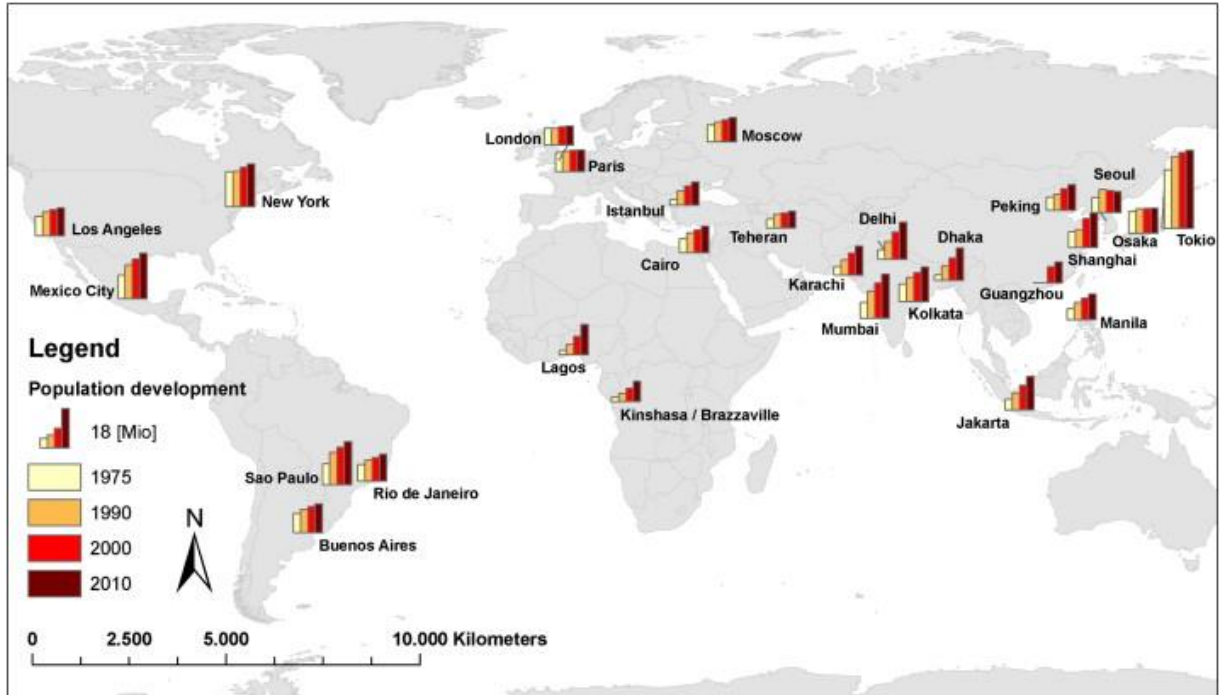 London
Moscow
Paris
New York
Seoul
Istanbul
Peking
Delhi
Los Angeles
Teheran
Dhaka
Osaka
Tokio
Cairo
Shanghai
Karachi
Mexico City
Guangzhou
Kolkata
Manila
Mumbai
Legend
Lagos
Population development
Kinshasa / Brazzaville
Jakarta
18 [Mio]
1975
Sao Paulo
Rio de Janeiro
1990
N
Buenos Aires
2000
2010
0 2.500 5.000 10.000 Kilometers